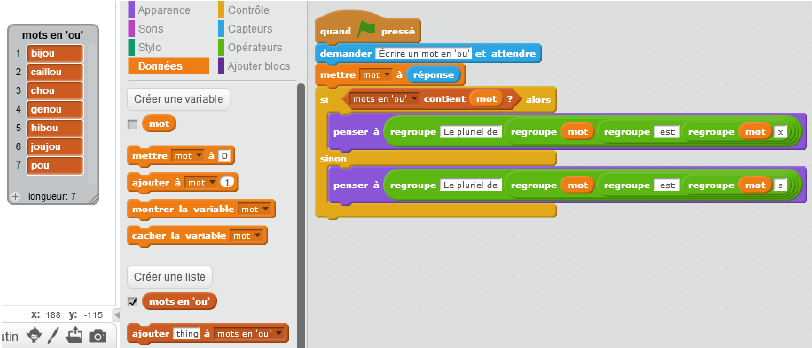 mots en 'ou'
1 bijou
2 caillou
3 chou
4 genou
5 hibou
6 joujou
7 pou
+ longueur: 7
x: 188 y: -115
utin
Apparence
Contrôle
Sons
Capteurs
Stylo
Opérateurs
Données
Ajouter blocs
Créer une variable
mot
mettre mot à 0
ajouter à mot 1
montrer la variable mot
cacher la variable mot
Créer une liste
mots en 'ou'
ajouter thing à mots en 'ou'
quand pressé
demander Écrire un mot en 'ou' et attendre
mettre mot à réponse
si mots en 'ou' contient mot ? alors
penser à regroupe Le pluriel de regroupe mot regroupe est regroupe mot x
sinon
penser à regroupe Le pluriel de regroupe mot regroupe est regroupe mot s